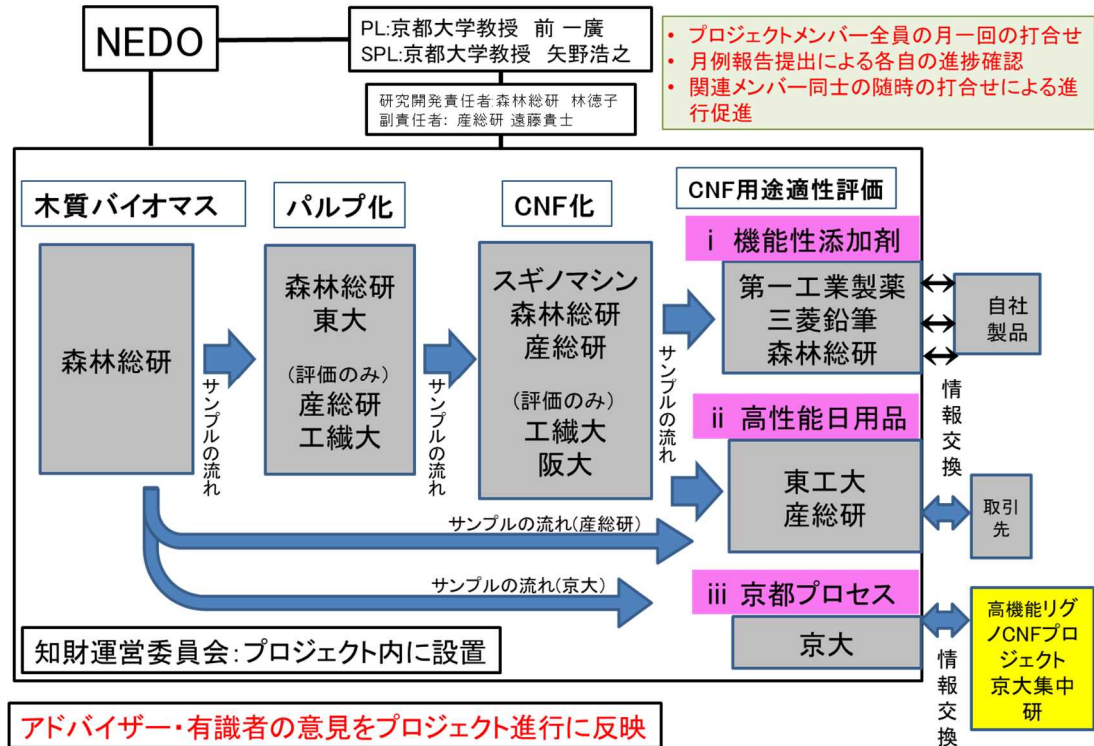 NEDO
PL:京都大学教授 前 一廣
SPL:京都大学教授 矢野浩之
研究開発責任者:森林総研 林徳子
副責任者: 産総研 遠藤貴士
• プロジェクトメンバー全員の月一回の打合せ
• 月例報告提出による各自の進捗確認
• 関連メンバー同士の随時の打合せによる進
行促進
木質バイオマス
森林総研
サンプルの流れ
パルプ化
森林総研
東大
(評価のみ)
産総研
工繊大
サンプルの流れ
CNF化
スギノマシン
森林総研
産総研
(評価のみ)
工繊大
阪大
サンプルの流れ
CNF用途適性評価
i 機能性添加剤
第一工業製薬
三菱鉛筆
森林総研
自社
製品
情報交換
ii 高性能日用品
東工大
産総研
取引
先
サンプルの流れ(産総研)
サンプルの流れ(京大)
iii 京都プロセス
京大
情報交換
高機能リグ
ノCNFプロ
ジェクト
京大集中
研
知財運営委員会:プロジェクト内に設置
アドバイザー・有識者の意見をプロジェクト進行に反映